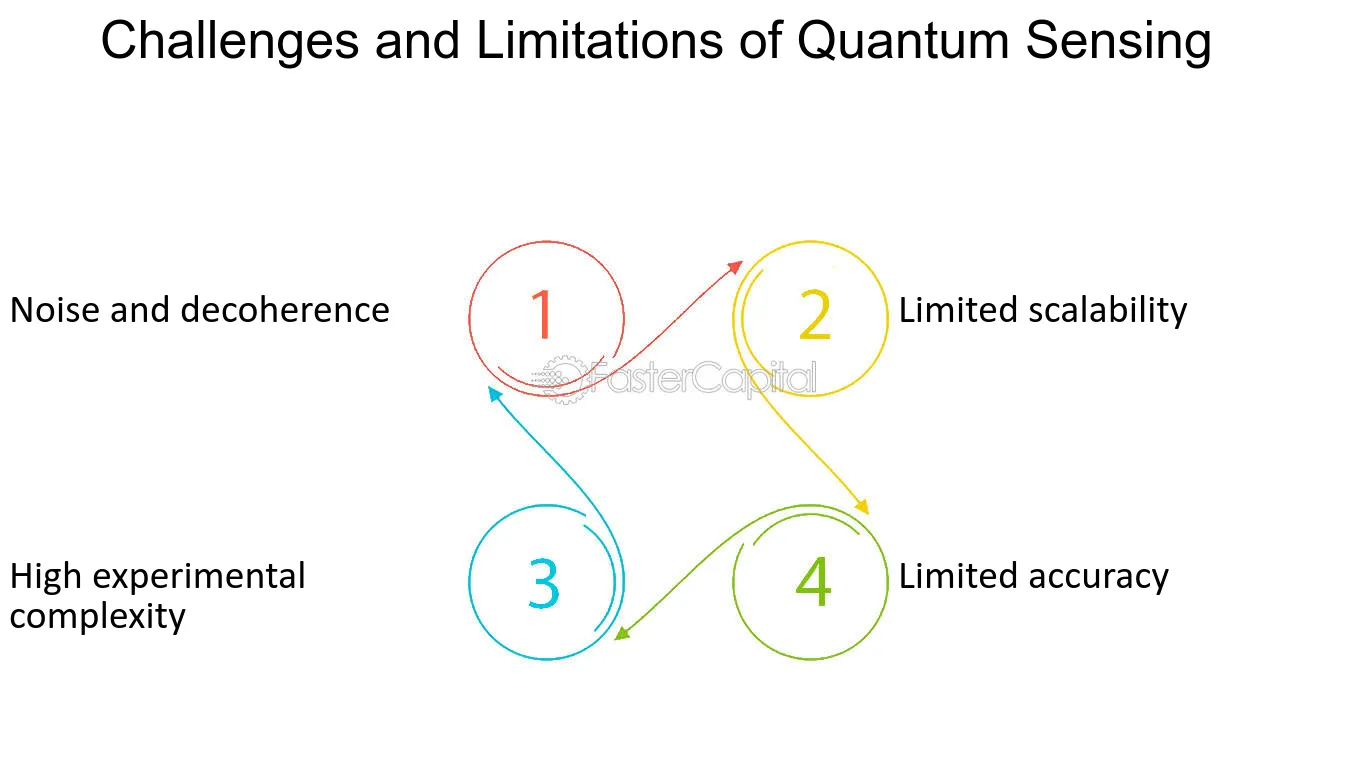 Challenges and Limitations of Quantum Sensing
Noise and decoherence
1
2
Limited scalability
FasterCapital
High experimental
complexity
3
4
Limited accuracy